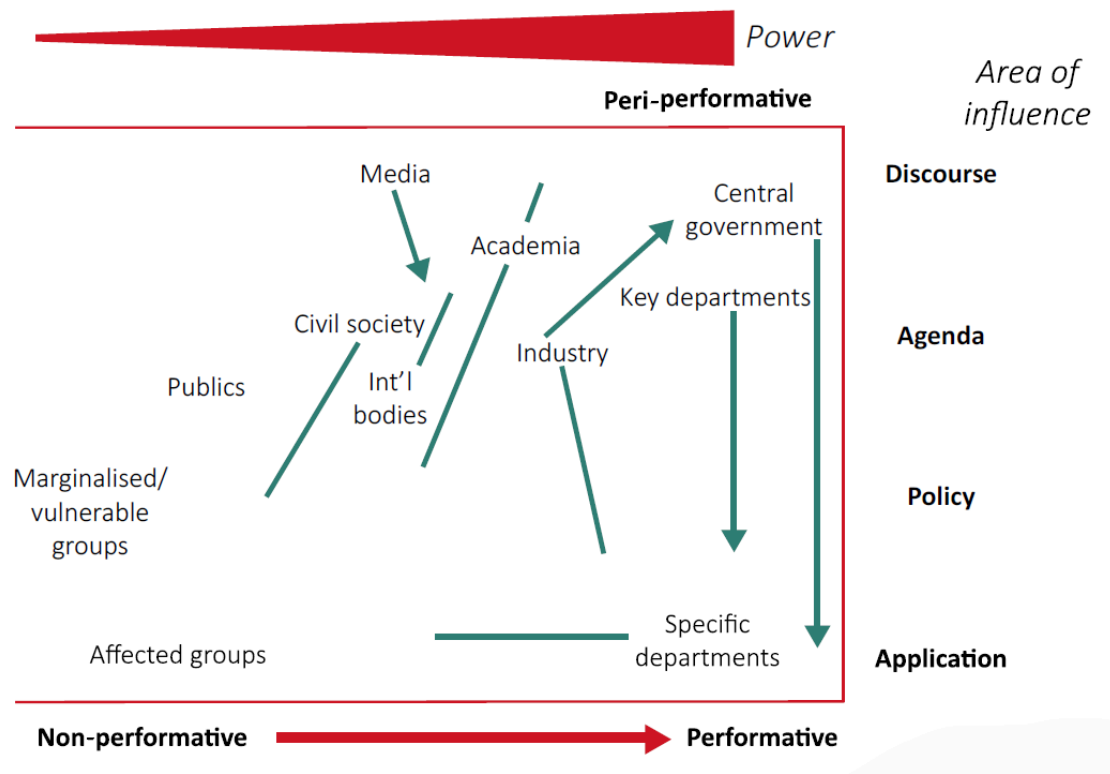 Power
Area of
influence
Peri-performative
Media
Discourse
Central
government
Academia
Key departments
Civil society
Agenda
Industry
Publics
Int’l
bodies
Marginalised/
vulnerable
groups
Policy
Specific
departments
Affected groups
Application
Non-performative
Performative